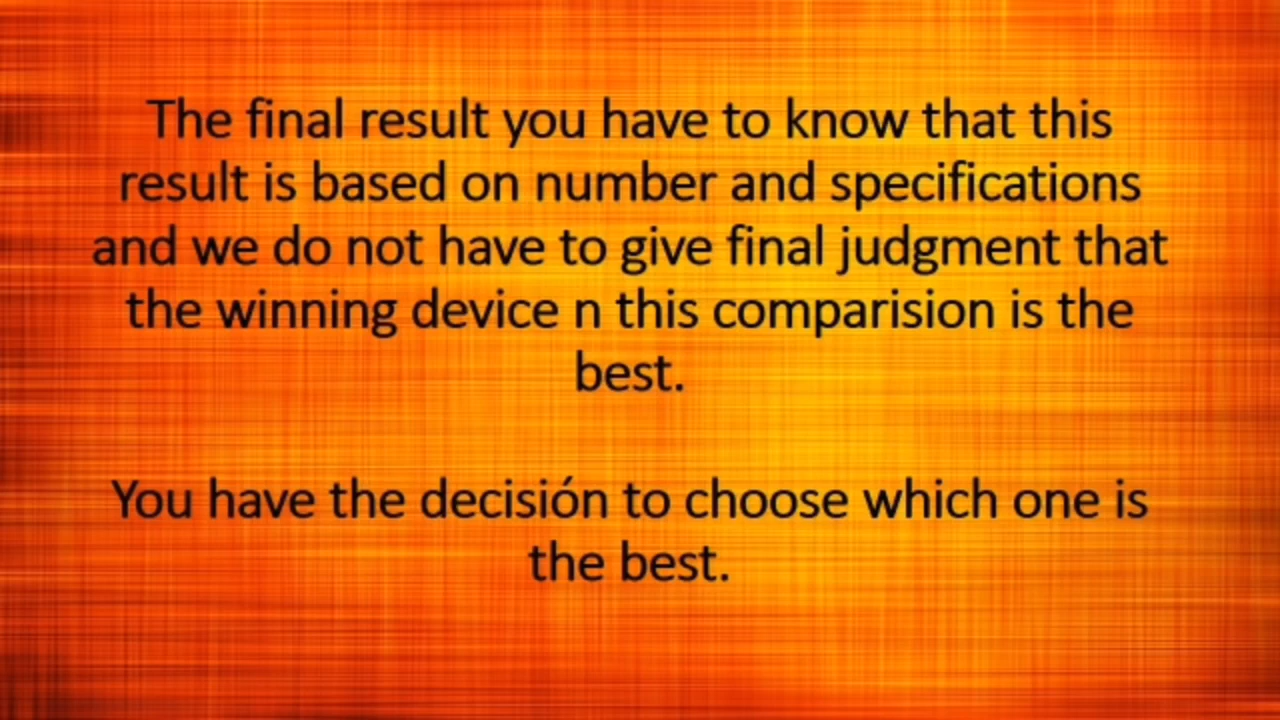 The final result you have to know that this
result is based on number and specifications
and we do not have to give final judgment that
the winning device n this comparision is the
best.
You have the decisión to choose which one is
the best.